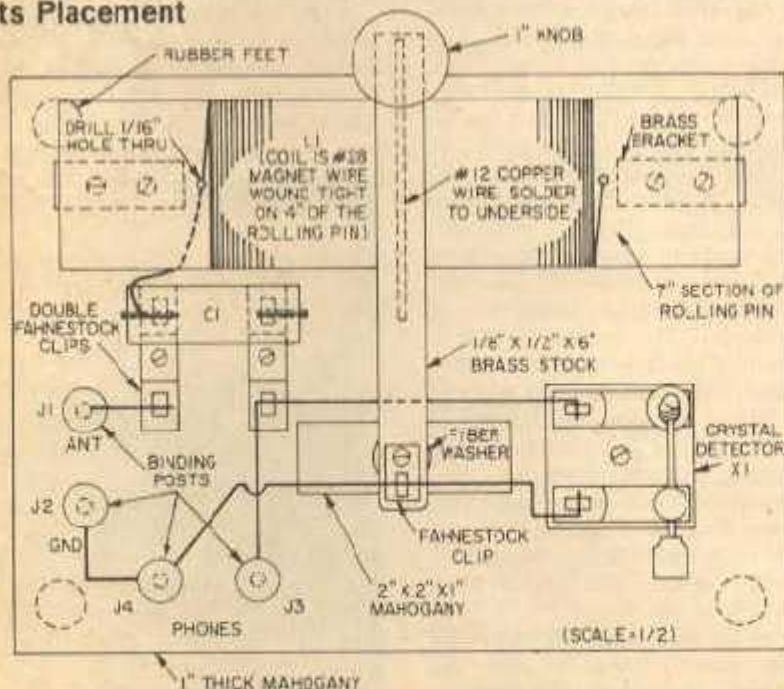 ts Placement
RUBBER FEET
1" KNOB
DRILL 1/16"
HOLE THRU
L1
(COIL IS #28
MAGNET WIRE
WOUND TIGHT
ON 4" OF THE
ROLLING PIN)
#12 COPPER
WIRE SOLDER
TO UNDERSIDE
BRASS
BRACKET
7" SECTION OF
ROLLING PIN
DOUBLE
FAHNESTOCK
CLIPS
C1
1/8" X 1/2" X 6"
BRASS STOCK
J1
ANT
BINDING
POSTS
FIBER
WASHER
CRYSTAL
DETECTOR
X1
J2
GND
FAHNESTOCK
CLIP
2" X 2" X 1"
MAHOGANY
J4
J3
PHONES
(SCALE=1/2)
1" THICK MAHOGANY